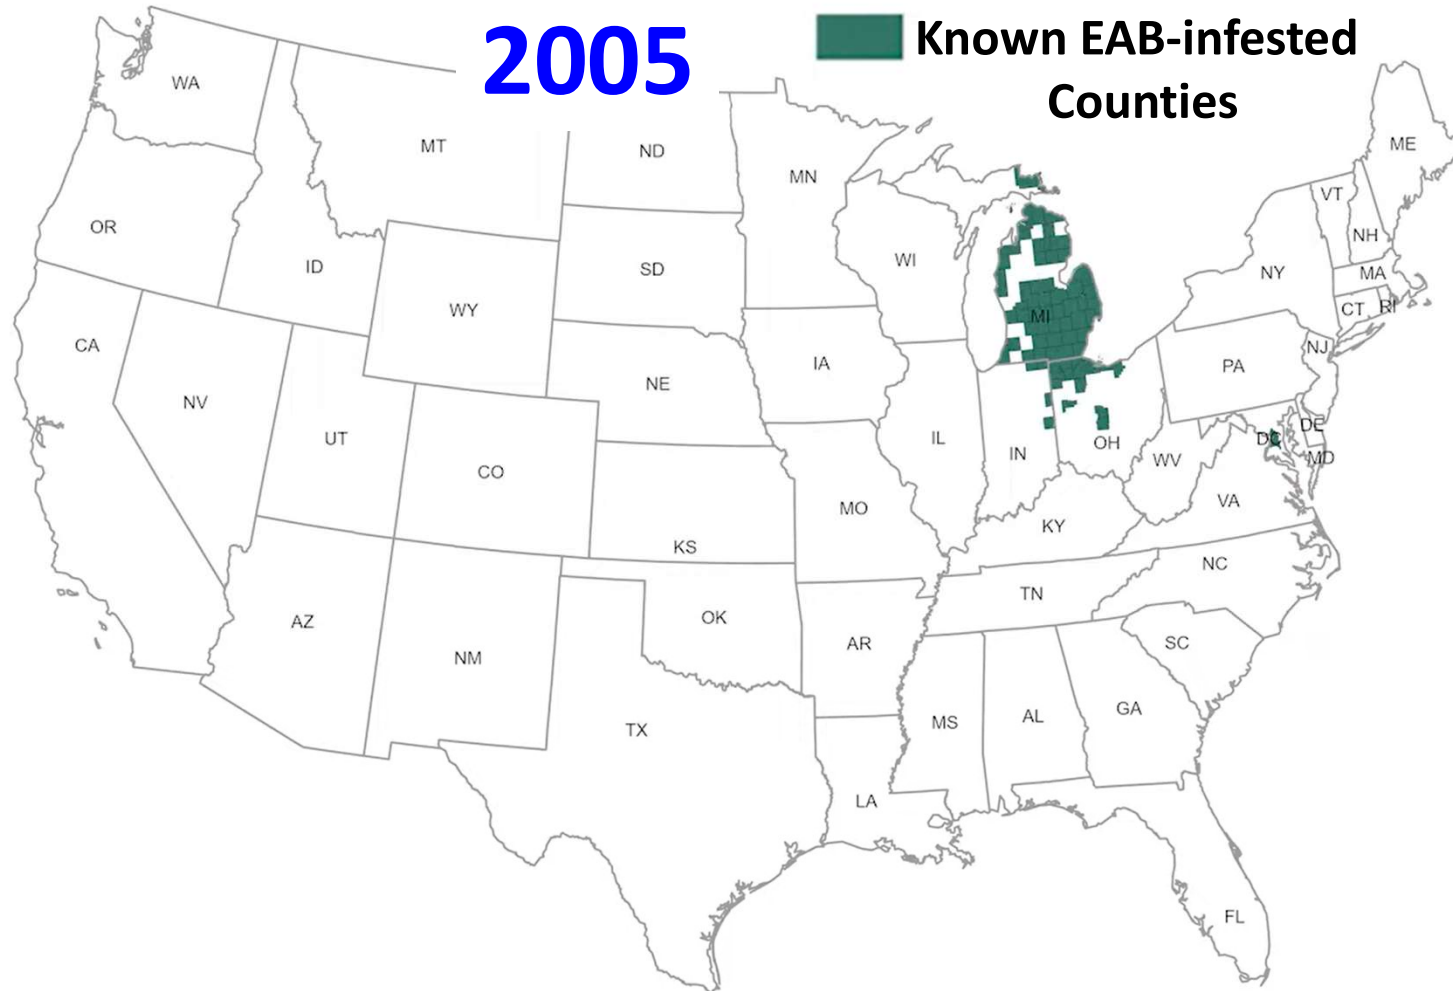 2005
Known EAB-infested
Counties
WA
MT
ND
MN
ME
VT
NH
OR
ID
SD
WI
NY
MA
WY
MI
CT
RI
CA
NV
NE
IA
PA
NJ
UT
CO
IL
IN
OH
DC
DE
MD
WV
VA
MO
KS
KY
NC
TN
AZ
NM
OK
AR
SC
TX
MS
AL
GA
LA
FL